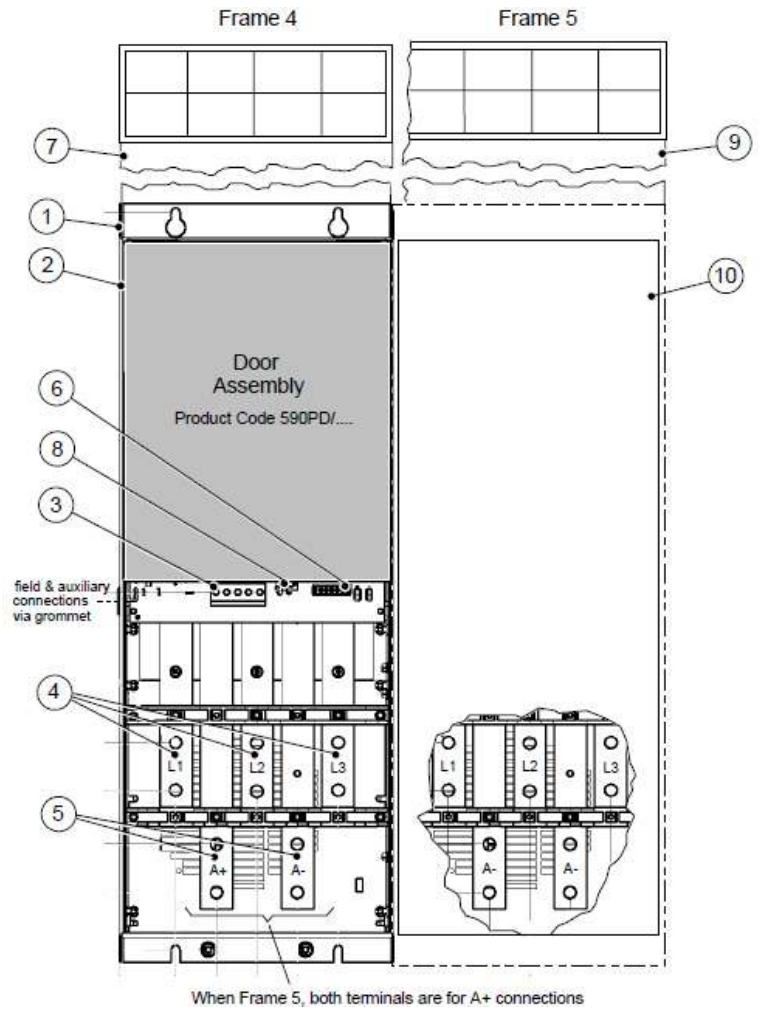 Frame 4
Frame 5
7
9
1
2
10
Door
Assembly
Product Code 590PD/....
6
8
3
field & auxiliary
connections
via grommet
4
L1
L2
L3
L1
L2
L3
5
A+
A-
A-
A-
When Frame 5, both terminals are for A+ connections